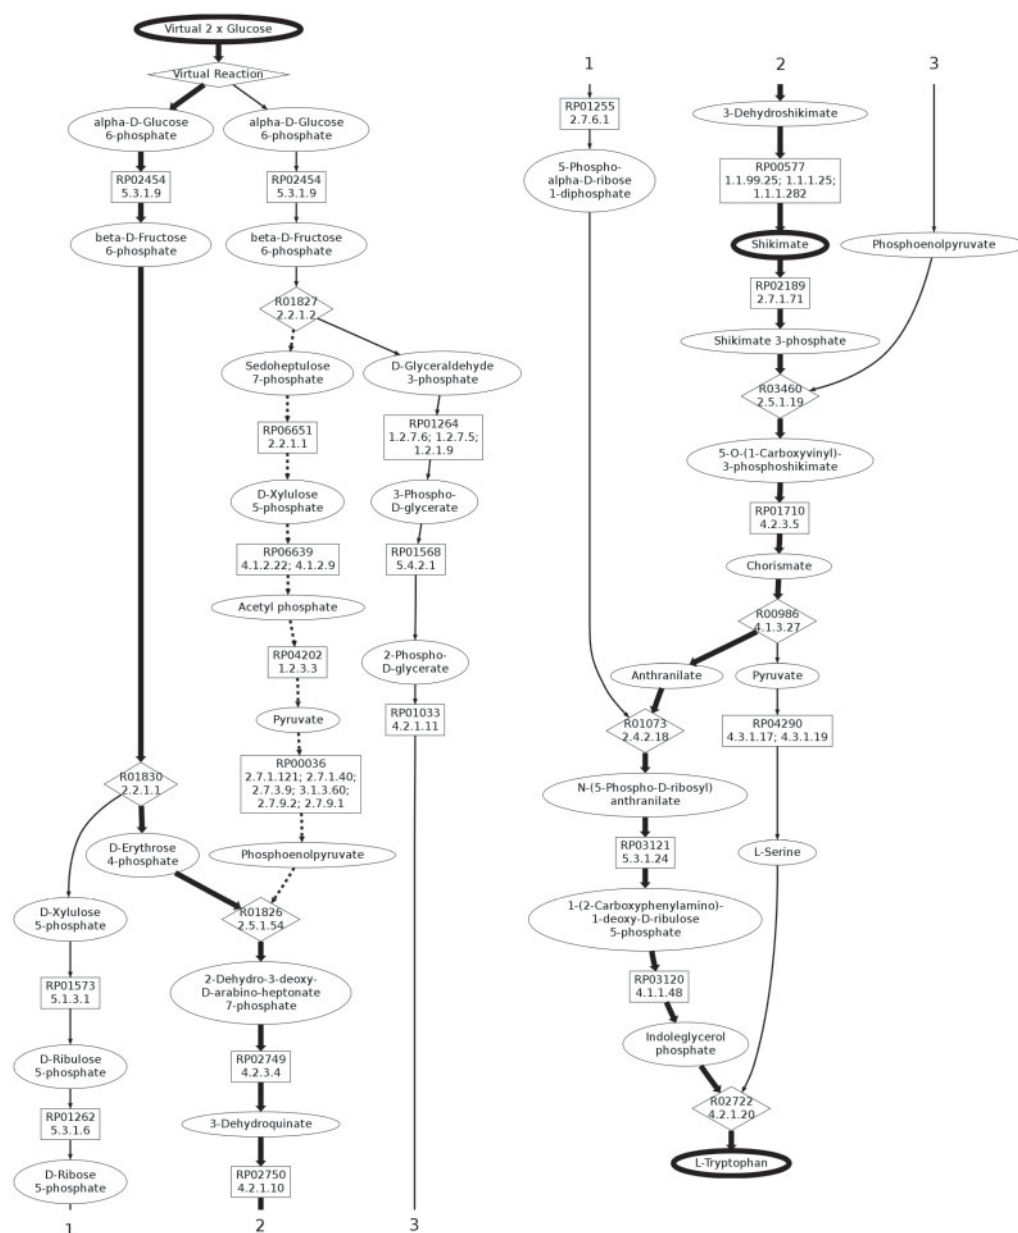 Virtual 2 x Glucose
Virtual Reaction
alpha-D-Glucose
6-phosphate
alpha-D-Glucose
6-phosphate
RP02454
5.3.1.9
RP02454
5.3.1.9
beta-D-Fructose
6-phosphate
beta-D-Fructose
6-phosphate
R01827
2.2.1.2
Sedoheptulose
7-phosphate
D-Glyceraldehyde
3-phosphate
RP06651
2.2.1.1
RP01264
1.2.7.6; 1.2.7.5;
1.2.1.9
D-Xylulose
5-phosphate
3-Phospho-
D-glycerate
RP06639
4.1.2.22; 4.1.2.9
RP01568
5.4.2.1
Acetyl phosphate
RP04202
1.2.3.3
2-Phospho-
D-glycerate
Pyruvate
RP01033
4.2.1.11
RP00036
2.7.1.121; 2.7.1.40;
2.7.3.9; 3.1.3.60;
2.7.9.2; 2.7.9.1
R01830
2.2.1.1
D-Erythrose
4-phosphate
Phosphoenolpyruvate
D-Xylulose
5-phosphate
R01826
2.5.1.54
RP01573
5.1.3.1
2-Dehydro-3-deoxy-
D-arabino-heptonate
7-phosphate
D-Ribulose
5-phosphate
RP02749
4.2.3.4
RP01262
5.3.1.6
3-Dehydroquinate
D-Ribose
5-phosphate
RP02750
4.2.1.10
1
2
3
1
2
3
RP01255
2.7.6.1
3-Dehydroshikimate
5-Phospho-
alpha-D-ribose
1-diphosphate
RP00577
1.1.99.25; 1.1.1.25;
1.1.1.282
Shikimate
Phosphoenolpyruvate
RP02189
2.7.1.71
Shikimate 3-phosphate
R03460
2.5.1.19
5-O-(1-Carboxyvinyl)-
3-phosphoshikimate
RP01710
4.2.3.5
Chorismate
R00986
4.1.3.27
Anthranilate
Pyruvate
R01073
2.4.2.18
RP04290
4.3.1.17; 4.3.1.19
N-(5-Phospho-D-ribosyl)
anthranilate
RP03121
5.3.1.24
L-Serine
1-(2-Carboxyphenylamino)-
1-deoxy-D-ribulose
5-phosphate
RP03120
4.1.1.48
Indoleglycerol
phosphate
R02722
4.2.1.20
L-Tryptophan